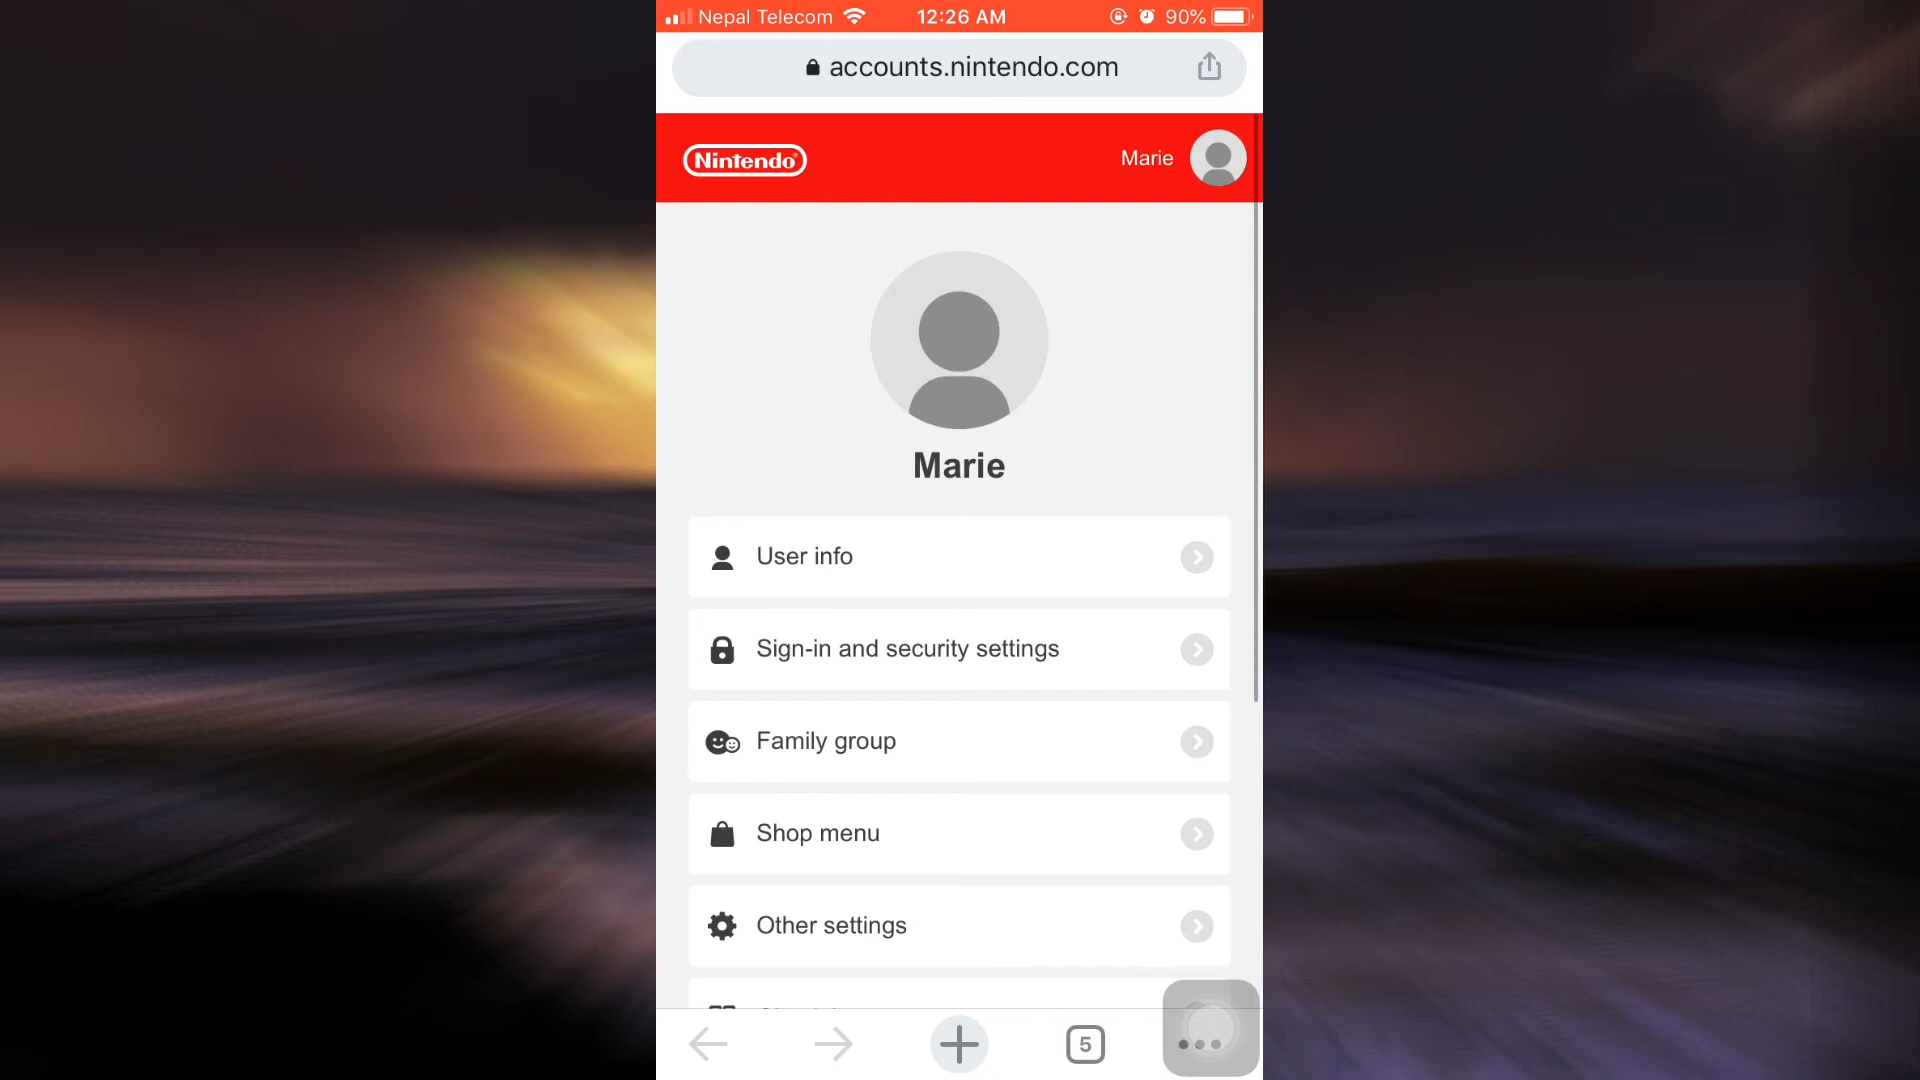 Nepal Telecom
12:26 AM
90%
accounts.nintendo.com
Nintendo®
Marie
Marie
User info
Sign-in and security settings
Family group
Shop menu
Other settings
5